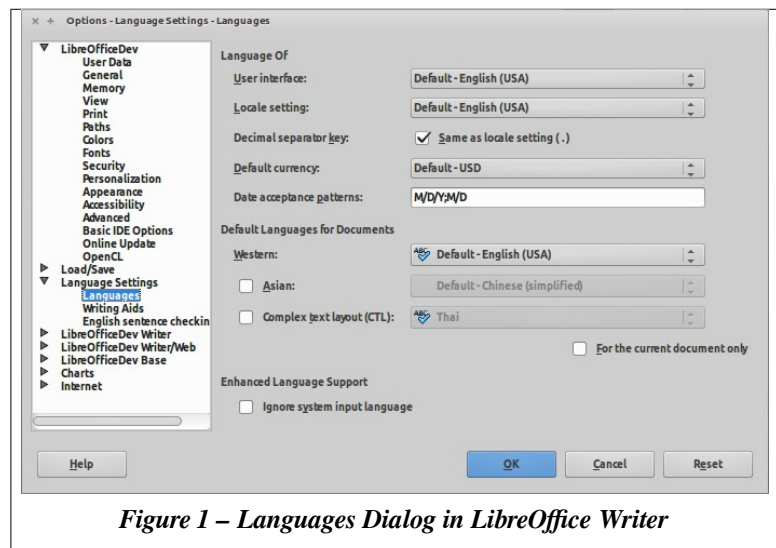 Options - Language Settings - Languages
LibreOfficeDev
User Data
General
Memory
View
Print
Paths
Colors
Fonts
Security
Personalization
Appearance
Accessibility
Advanced
Basic IDE Options
Online Update
OpenCL
Load/Save
Language Settings
Languages
Writing Aids
English sentence checkin
LibreOfficeDev Writer
LibreOfficeDev Writer/Web
LibreOfficeDev Base
Charts
Internet
Language Of
User interface: Default - English (USA)
Locale setting: Default - English (USA)
Decimal separator key: Same as locale setting ( . )
Default currency: Default - USD
Date acceptance patterns: M/D/Y;M/D
Default Languages for Documents
Western: ABC Default - English (USA)
Asian: Default - Chinese (simplified)
Complex text layout (CTL): ABC Thai
For the current document only
Enhanced Language Support
Ignore system input language
Help OK Cancel Reset
Figure 1 – Languages Dialog in LibreOffice Writer